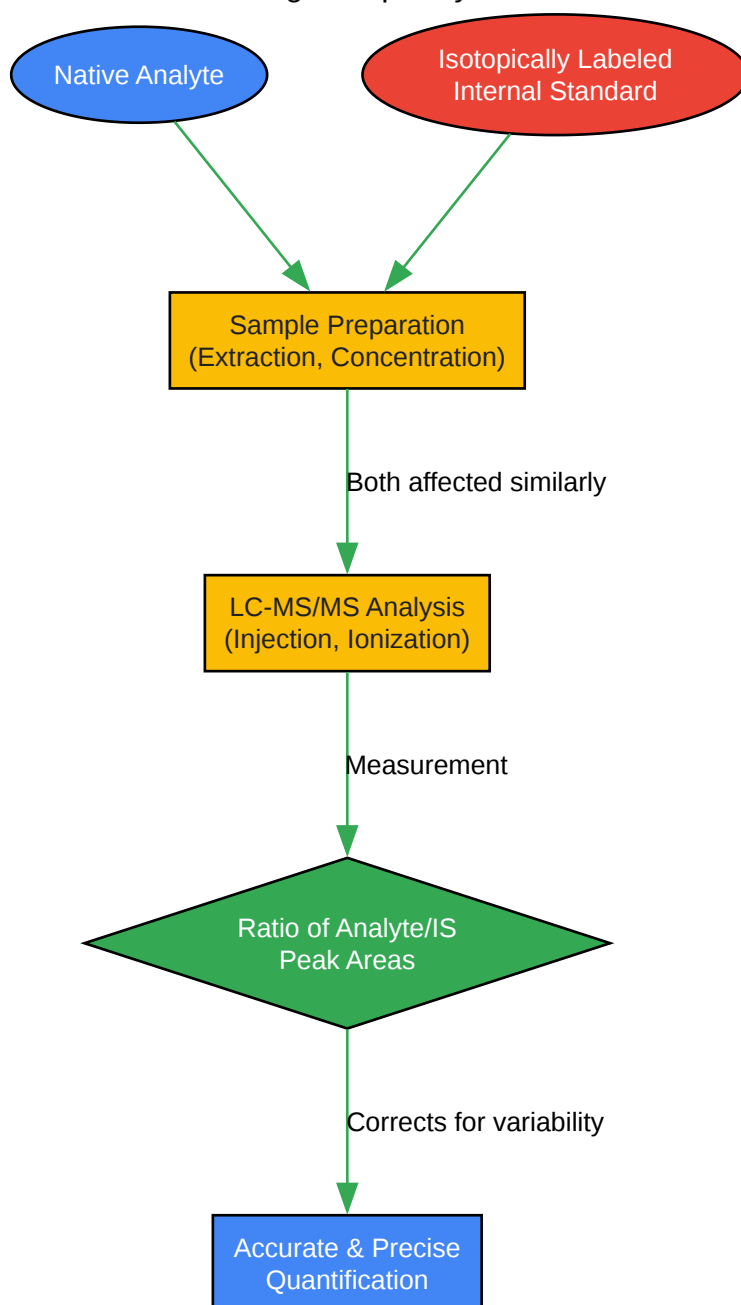 Native Analyte
Isotopically Labeled
Internal Standard
Sample Preparation
(Extraction, Concentration)
Both affected similarly
LC-MS/MS Analysis
(Injection, Ionization)
Measurement
Ratio of Analyte/IS
Peak Areas
Corrects for variability
Accurate & Precise
Quantification